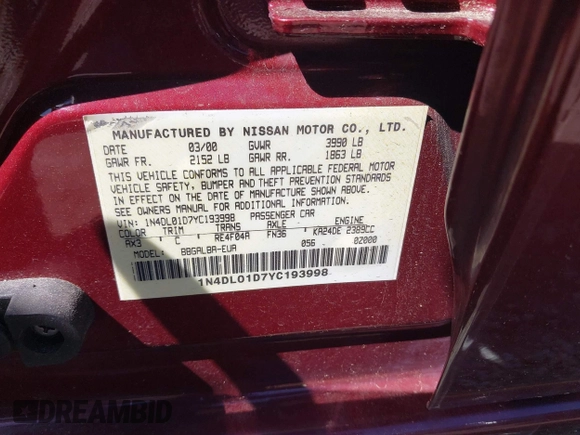 MANUFACTURED BY NISSAN MOTOR CO., LTD.
DATE 03/00 GVWR 3990 LB
GAWR FR. 2152 LB GAWR RR. 1863 LB
THIS VEHICLE CONFORMS TO ALL APPLICABLE FEDERAL MOTOR
VEHICLE SAFETY, BUMPER AND THEFT PREVENTION STANDARDS
IN EFFECT ON THE DATE OF MANUFACTURE SHOWN ABOVE.
SEE OWNERS MANUAL FOR ADDITIONAL INFORMATION
VIN: 1N4DL01D7YC193998 PASSENGER CAR
COLOR TRIM TRANS AXLE ENGINE
AX3 C RE4F04A FN36 KA24DE 2389CC
MODEL: BBGALBA-EUA 056 02000
1N4DL01D7YC193998
DREAMBID